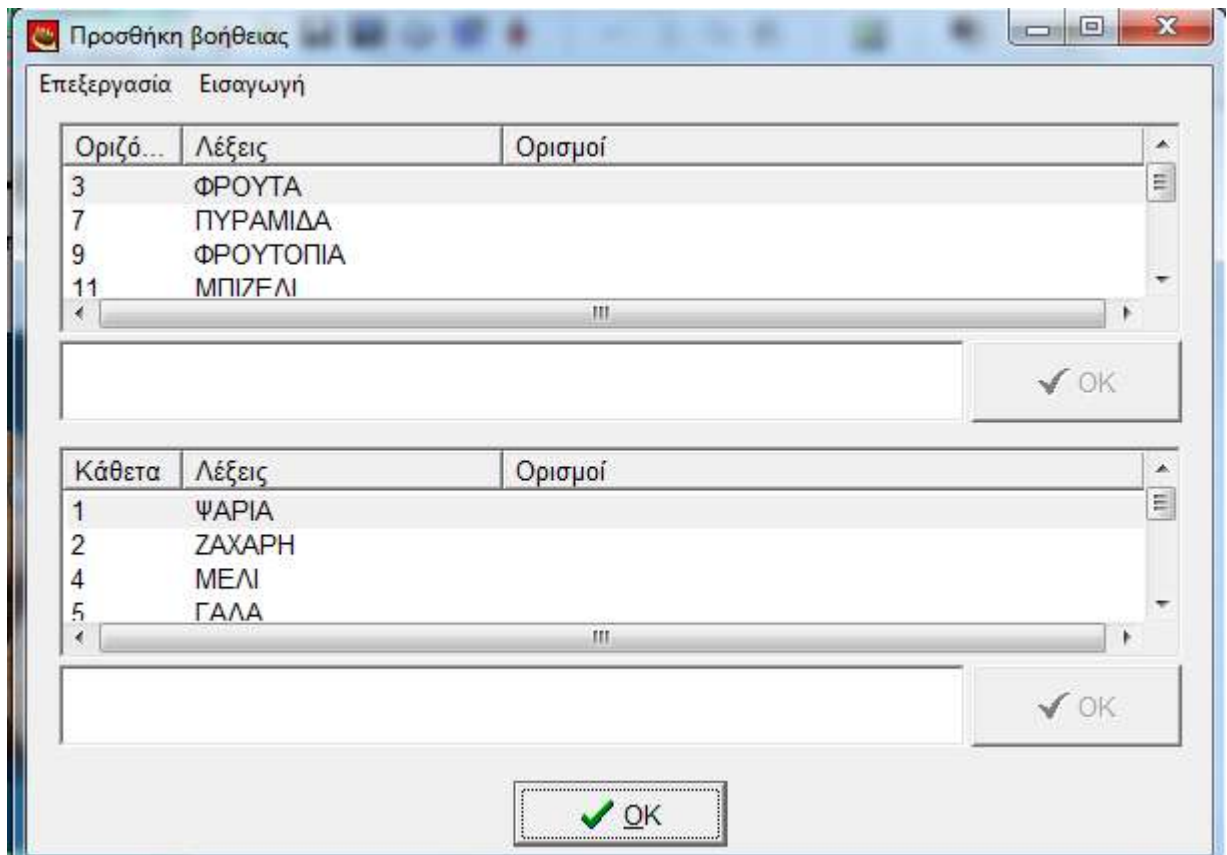 Προσθήκη βοήθειας
Επεξεργασία Εισαγωγή
Οριζό... Λέξεις Ορισμοί
3 ΦΡΟΥΤΑ
7 ΠΥΡΑΜΙΔΑ
9 ΦΡΟΥΤΟΠΙΑ
11 ΜΠΙΖΕΛΙ
OK
Κάθετα Λέξεις Ορισμοί
1 ΨΑΡΙΑ
2 ΖΑΧΑΡΗ
4 ΜΕΛΙ
5 ΓΑΛΑ
OK
OK